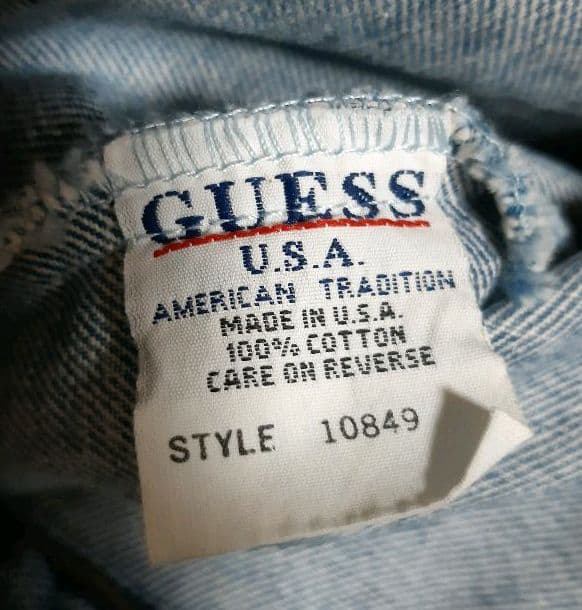 GUESS
U.S.A.
AMERICAN TRADITION
MADE IN U.S.A.
100% COTTON
CARE ON REVERSE
STYLE 10849